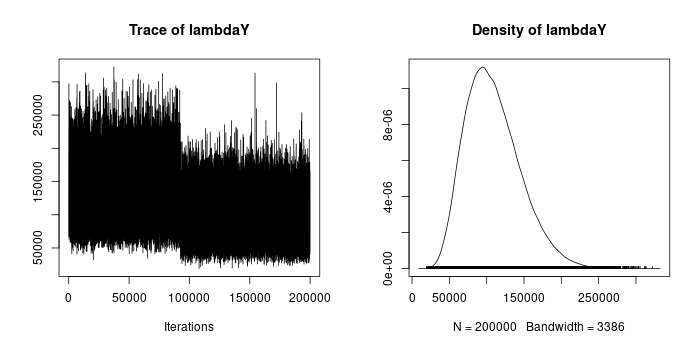 Trace of lambdaY
50000
150000
250000
0
50000
100000
150000
200000
Iterations
Density of lambdaY
0e+00
4e-06
8e-06
0
50000
150000
250000
N = 200000 Bandwidth = 3386